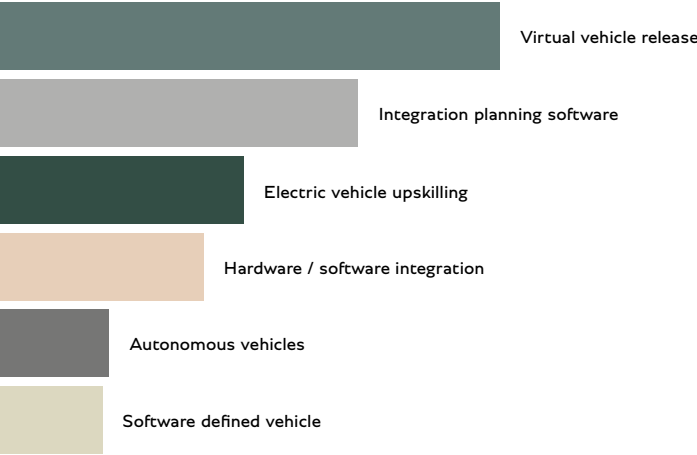 Virtual vehicle release
Integration planning software
Electric vehicle upskilling
Hardware / software integration
Autonomous vehicles
Software defined vehicle